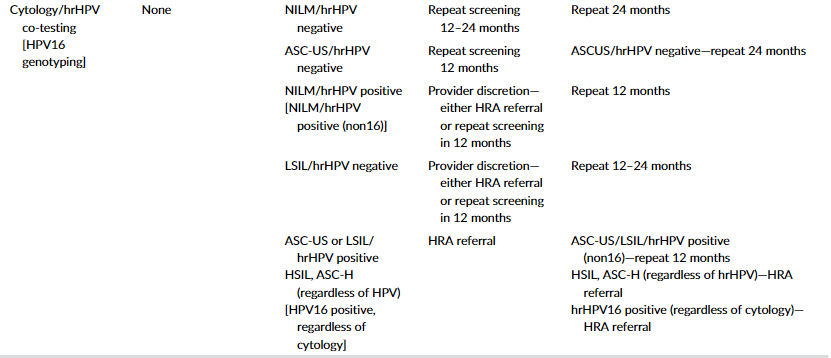 Cytology/hrHPV
co-testing
[HPV16
genotyping]
None
NILM/hrHPV
negative
Repeat screening
12–24 months
Repeat 24 months
ASC-US/hrHPV
negative
Repeat screening
12 months
ASCUS/hrHPV negative—repeat 24 months
NILM/hrHPV positive
[NILM/hrHPV
positive (non16)]
Provider discretion—
either HRA referral
or repeat screening
in 12 months
Repeat 12 months
LSIL/hrHPV negative
Provider discretion—
either HRA referral
or repeat screening
in 12 months
Repeat 12–24 months
ASC-US or LSIL/
hrHPV positive
HSIL, ASC-H
(regardless of HPV)
[HPV16 positive,
regardless of
cytology]
HRA referral
ASC-US/LSIL/hrHPV positive
(non16)—repeat 12 months
HSIL, ASC-H (regardless of hrHPV)—HRA
referral
hrHPV16 positive (regardless of cytology)—
HRA referral